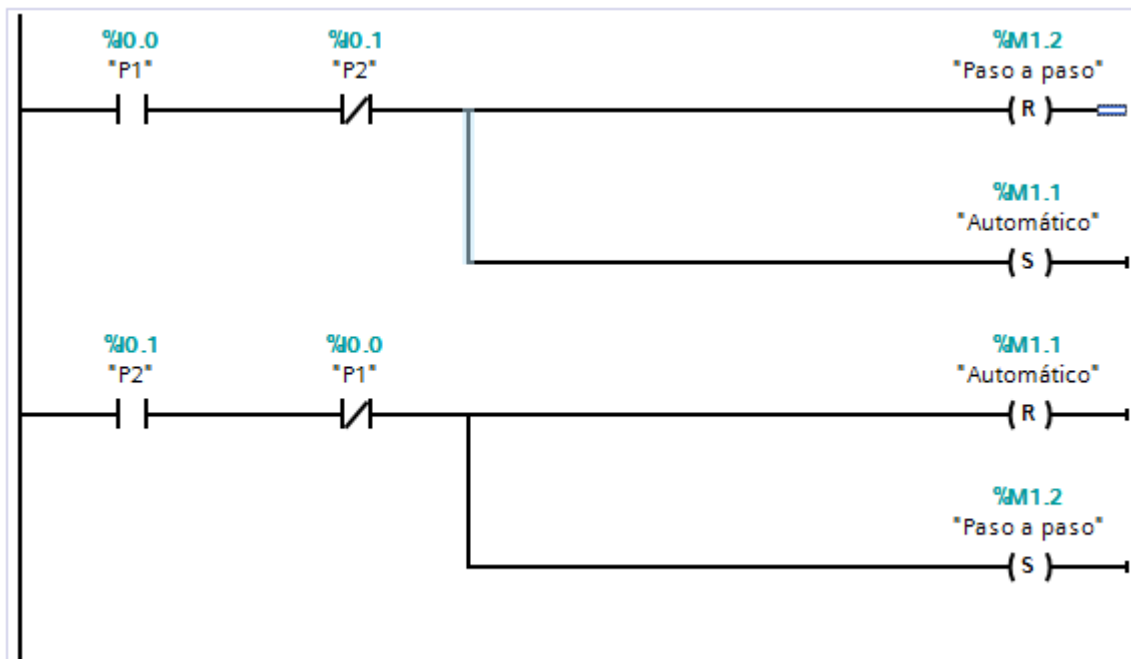 %I0.0
"P1"
%I0.1
"P2"
%M1.2
"Paso a paso"
( R )
%M1.1
"Automático"
( S )
%I0.1
"P2"
%I0.0
"P1"
%M1.1
"Automático"
( R )
%M1.2
"Paso a paso"
( S )